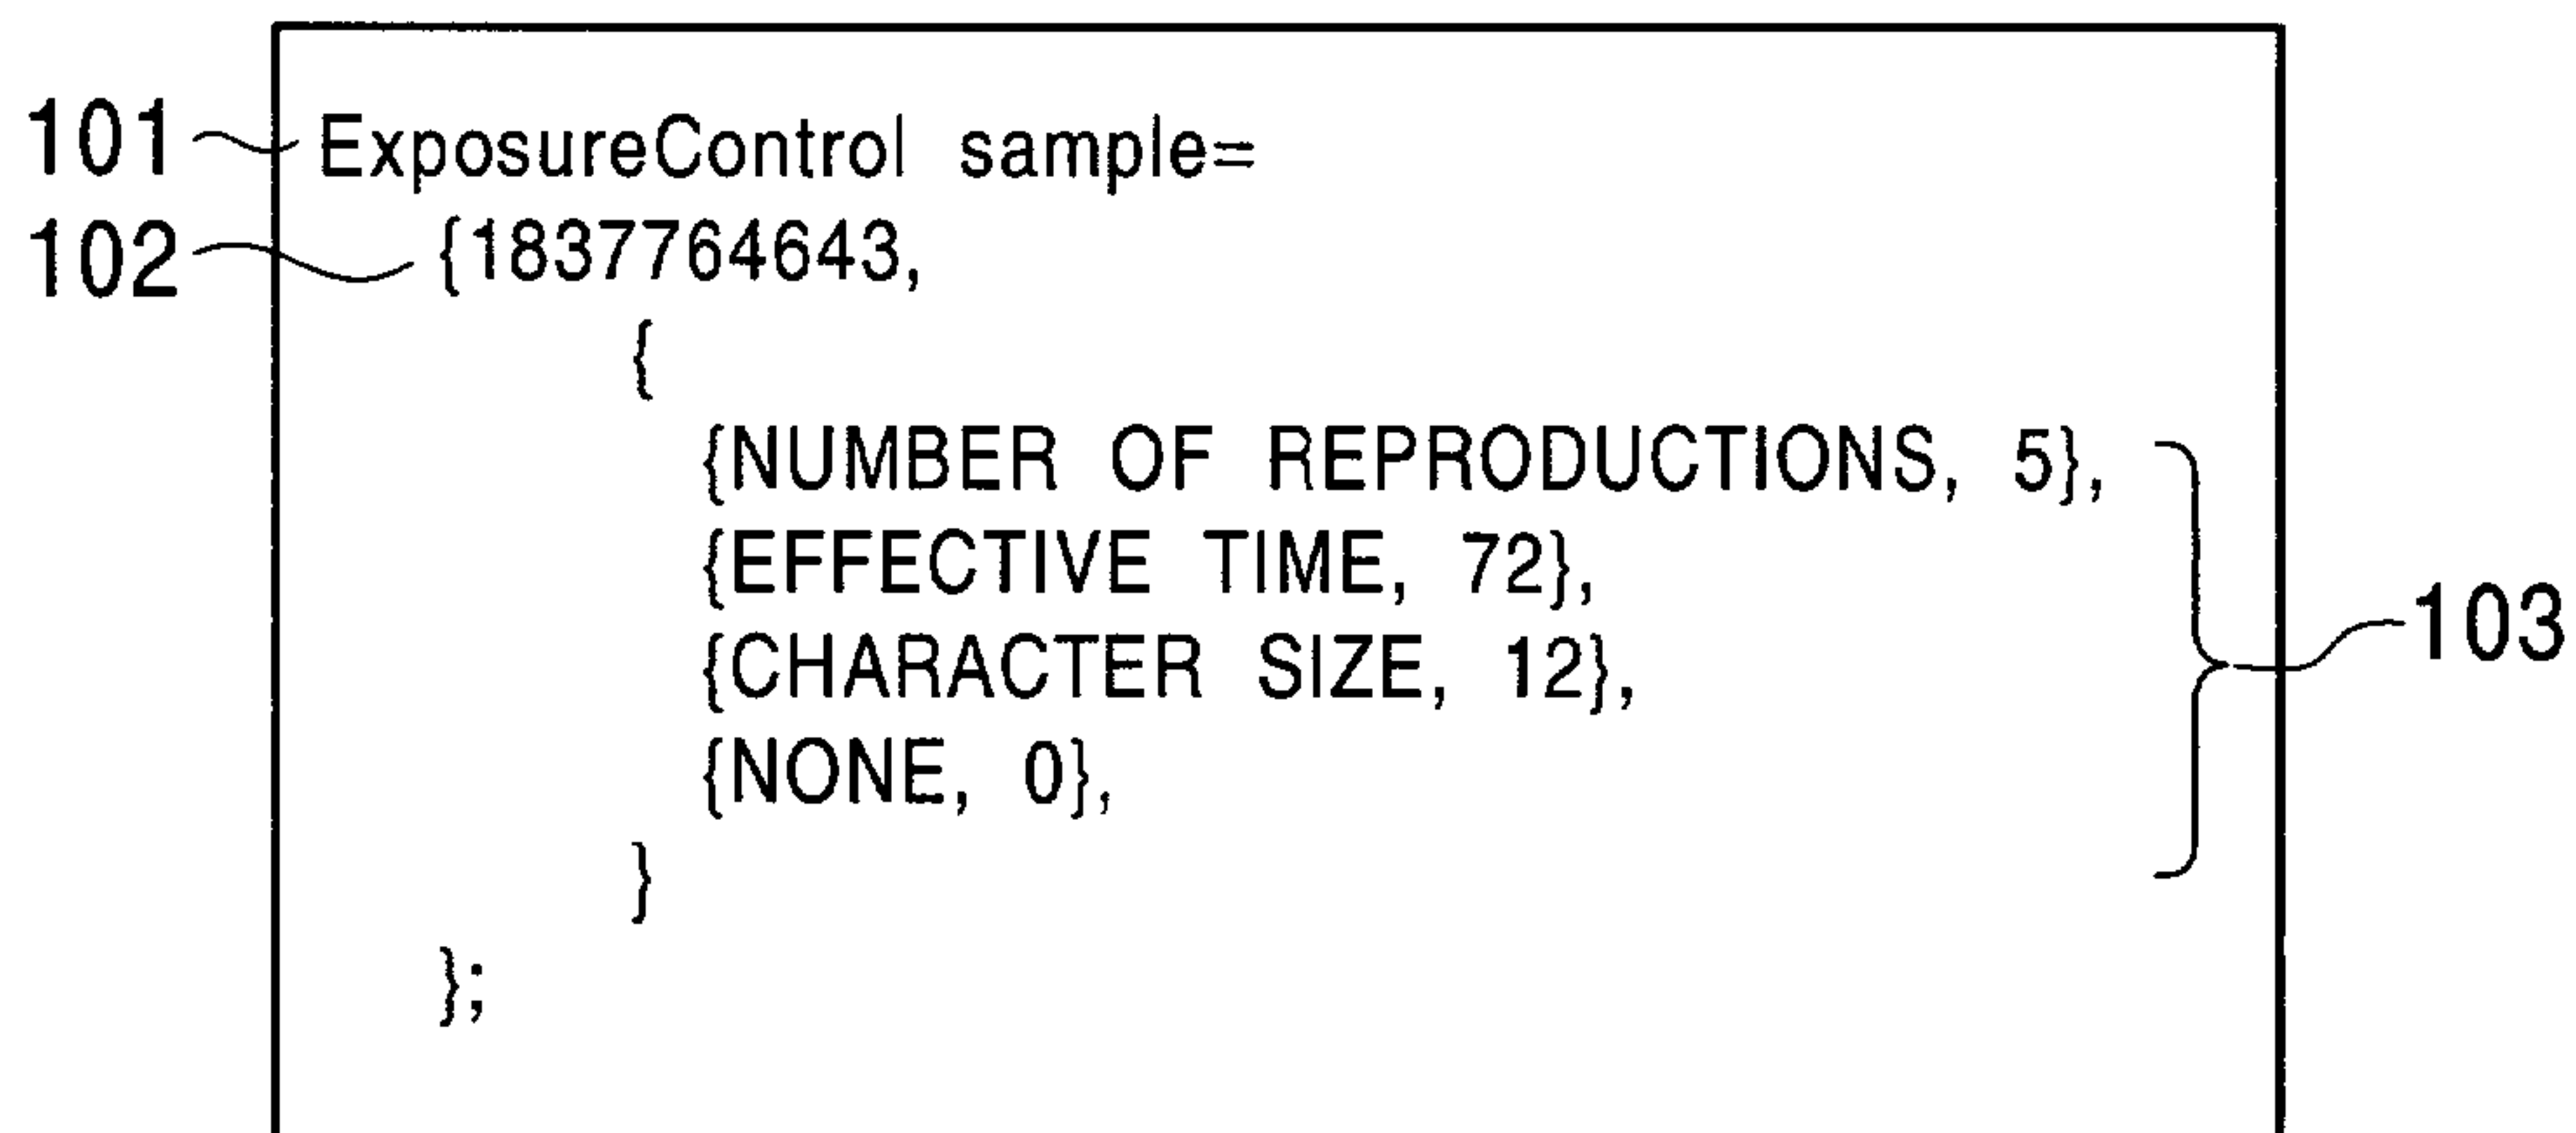 101 ExposureControl sample=
102 {1837764643,
{
{NUMBER OF REPRODUCTIONS, 5},
{EFFECTIVE TIME, 72},
103
{CHARACTER SIZE, 12},
{NONE, 0},
}
};